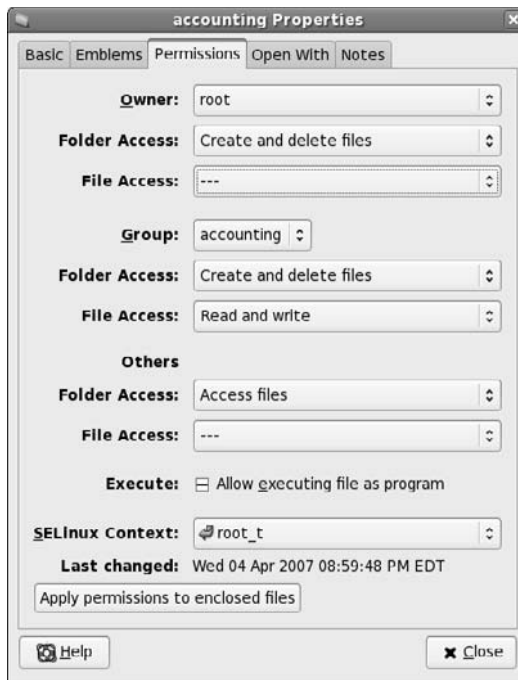 accounting Properties
Basic Emblems Permissions Open With Notes
Owner: root
Folder Access: Create and delete files
File Access: ---
Group: accounting
Folder Access: Create and delete files
File Access: Read and write
Others
Folder Access: Access files
File Access: ---
Execute: Allow executing file as program
SELinux Context: root_t
Last changed: Wed 04 Apr 2007 08:59:48 PM EDT
Apply permissions to enclosed files
Help Close